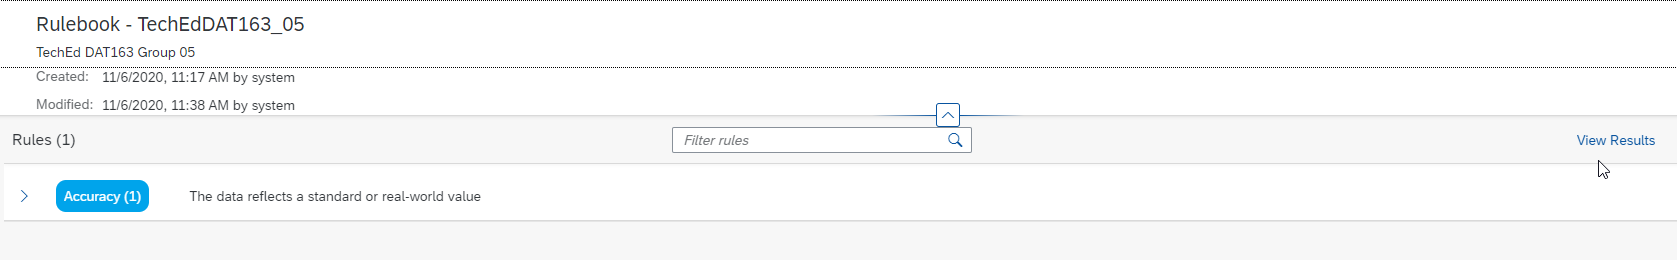 Rulebook - TechEdDAT163_05
TechEd DAT163 Group 05
Created: 11/6/2020, 11:17 AM by system
Modified: 11/6/2020, 11:38 AM by system
Rules (1) Filter rules View Results
Accuracy (1) The data reflects a standard or real-world value